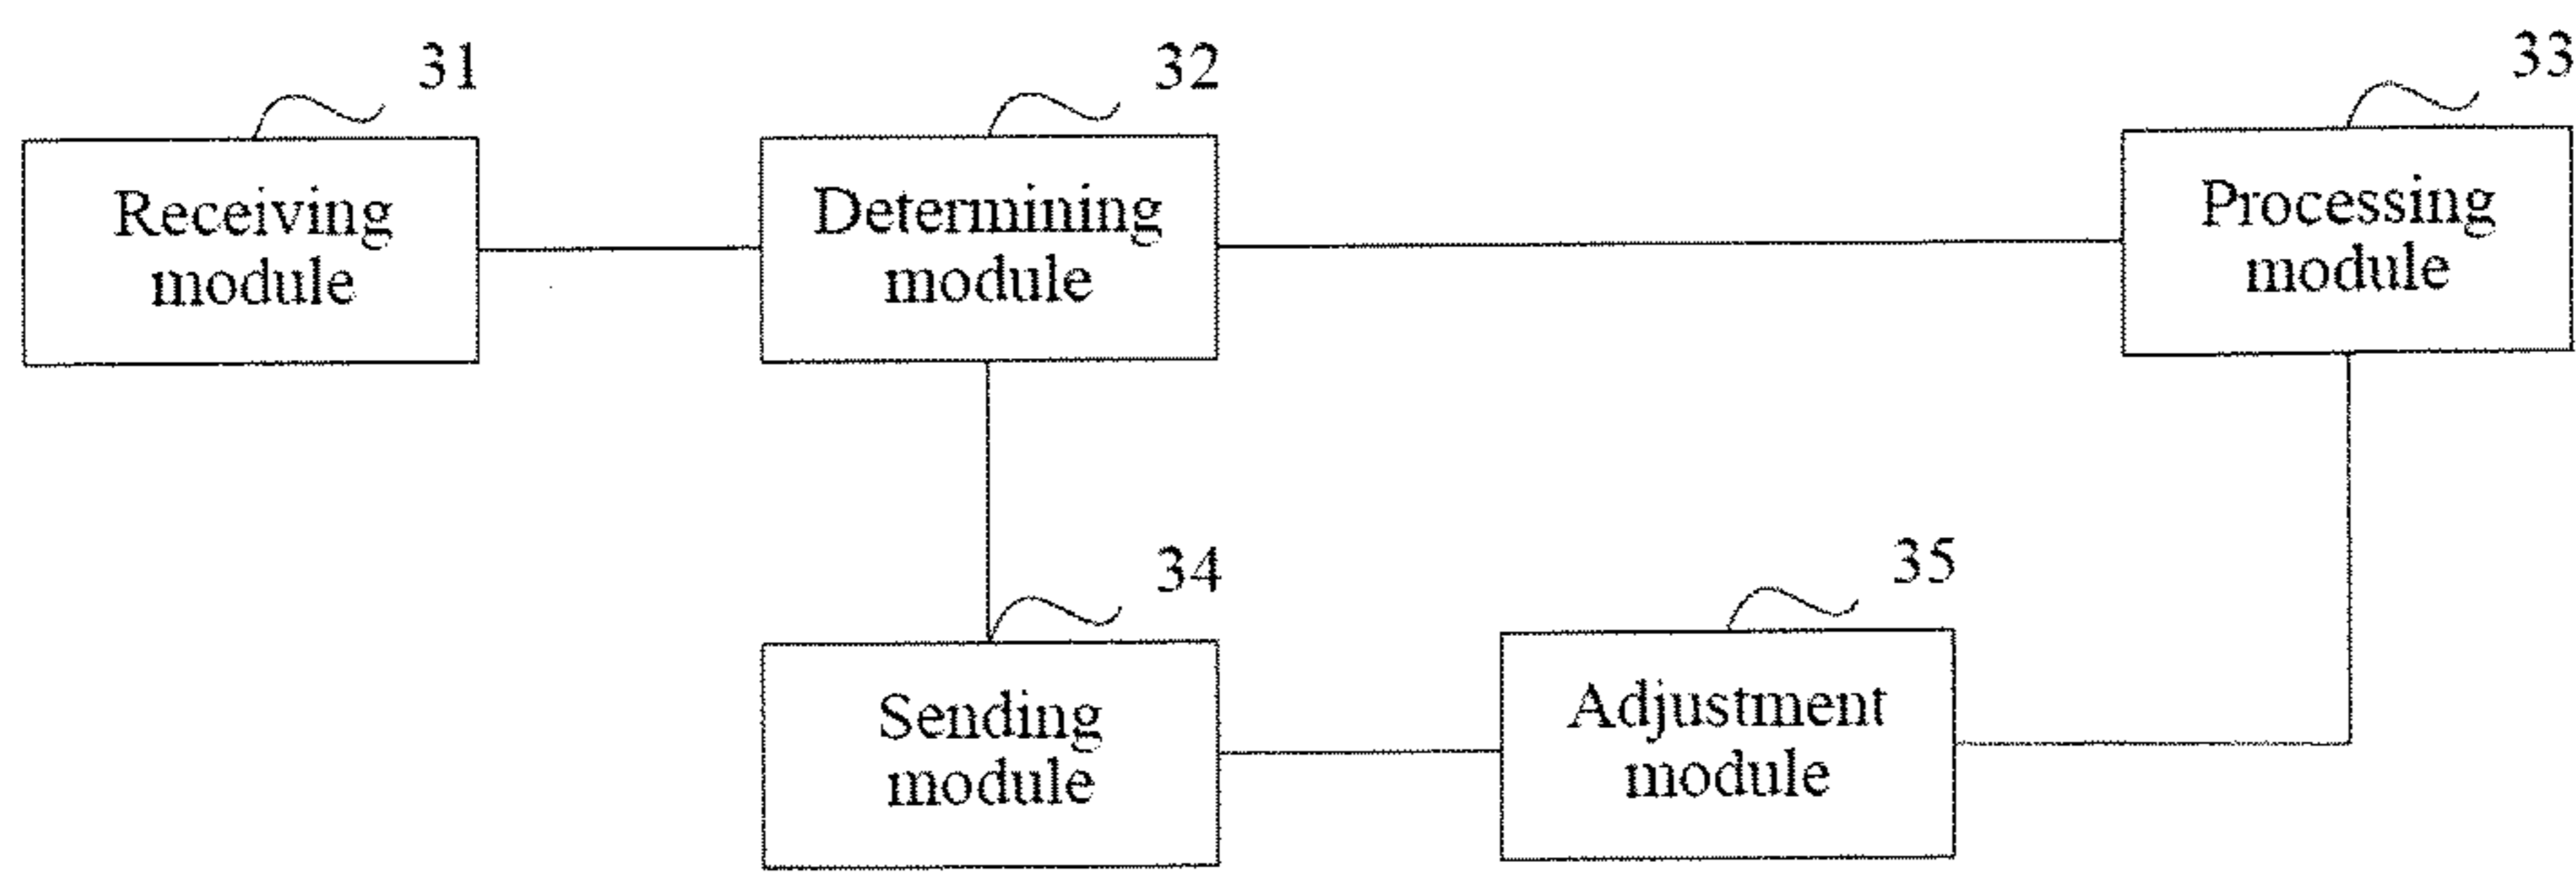 31
32
33
Receiving
module
Determining
module
Processing
module
34
35
Sending
module
Adjustment
module